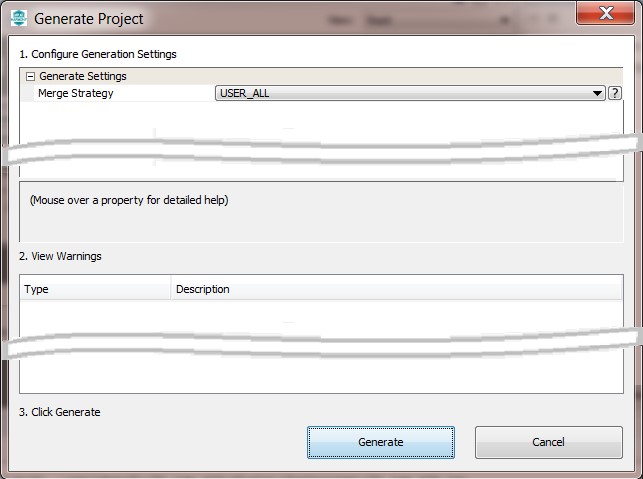 Generate Project
1. Configure Generation Settings
Generate Settings
Merge Strategy USER_ALL ?
(Mouse over a property for detailed help)
2. View Warnings
Type Description
3. Click Generate
Generate Cancel